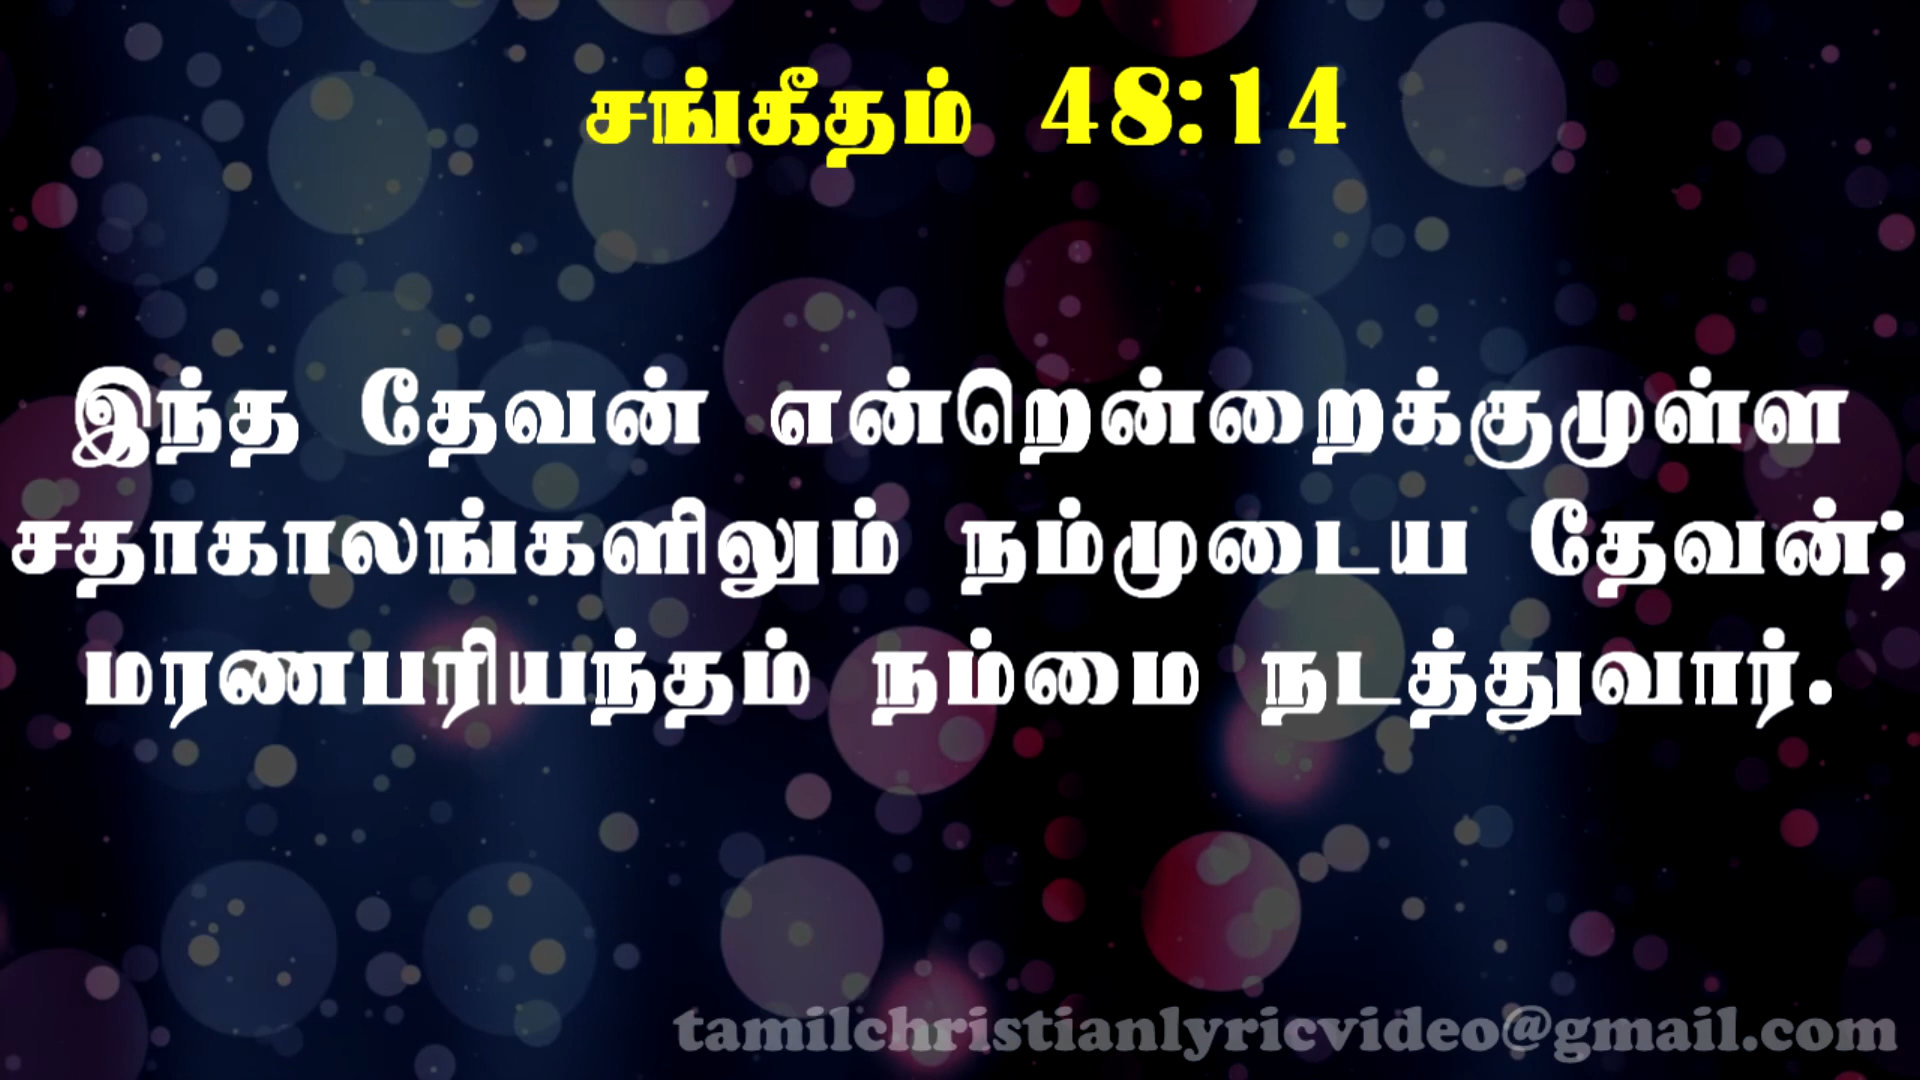 சங்கீதம் 48:14
இந்த தேவன் என்றென்றைக்குமுள்ள
சதாகாலங்களிலும் நம்முடைய தேவன்;
மரணபரியந்தம் நம்மை நடத்துவார்.
tamilchristianlyricvideo@gmail.com